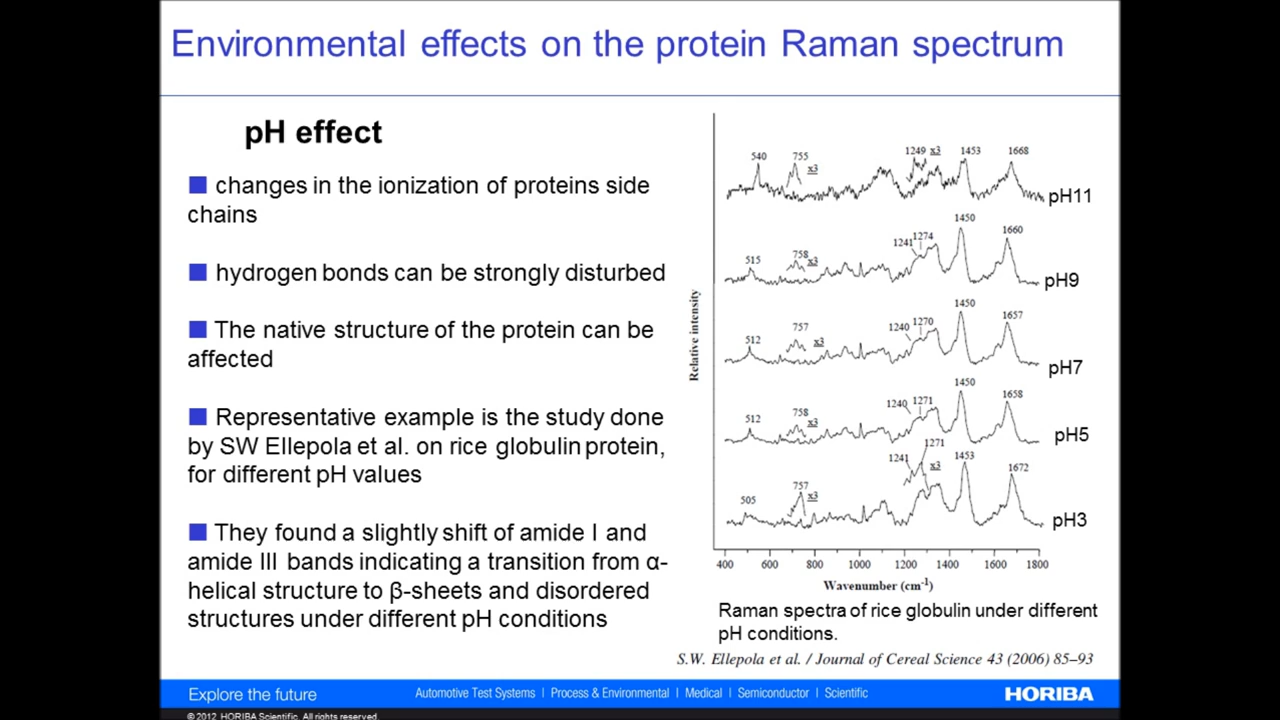 Environmental effects on the protein Raman spectrum
pH effect
■ changes in the ionization of proteins side
chains
■ hydrogen bonds can be strongly disturbed
■ The native structure of the protein can be
affected
■ Representative example is the study done
by SW Ellepola et al. on rice globulin protein,
for different pH values
■ They found a slightly shift of amide I and
amide III bands indicating a transition from α-
helical structure to β-sheets and disordered
structures under different pH conditions
Relative intensity
540 755 x3 1249 x3 1453 1668
pH11
515 758 x3 1241 1274 1450 1660
pH9
512 757 x3 1240 1270 1450 1657
pH7
512 758 x3 1240 1271 1450 1658
pH5
505 757 x3 1241 1271 x3 1453 1672
pH3
400 600 800 1000 1200 1400 1600 1800
Wavenumber (cm-1)
Raman spectra of rice globulin under different
pH conditions.
S.W. Ellepola et al. / Journal of Cereal Science 43 (2006) 85–93
Explore the future
Automotive Test Systems | Process & Environmental | Medical | Semiconductor | Scientific
HORIBA
© 2012 HORIBA Scientific. All rights reserved.